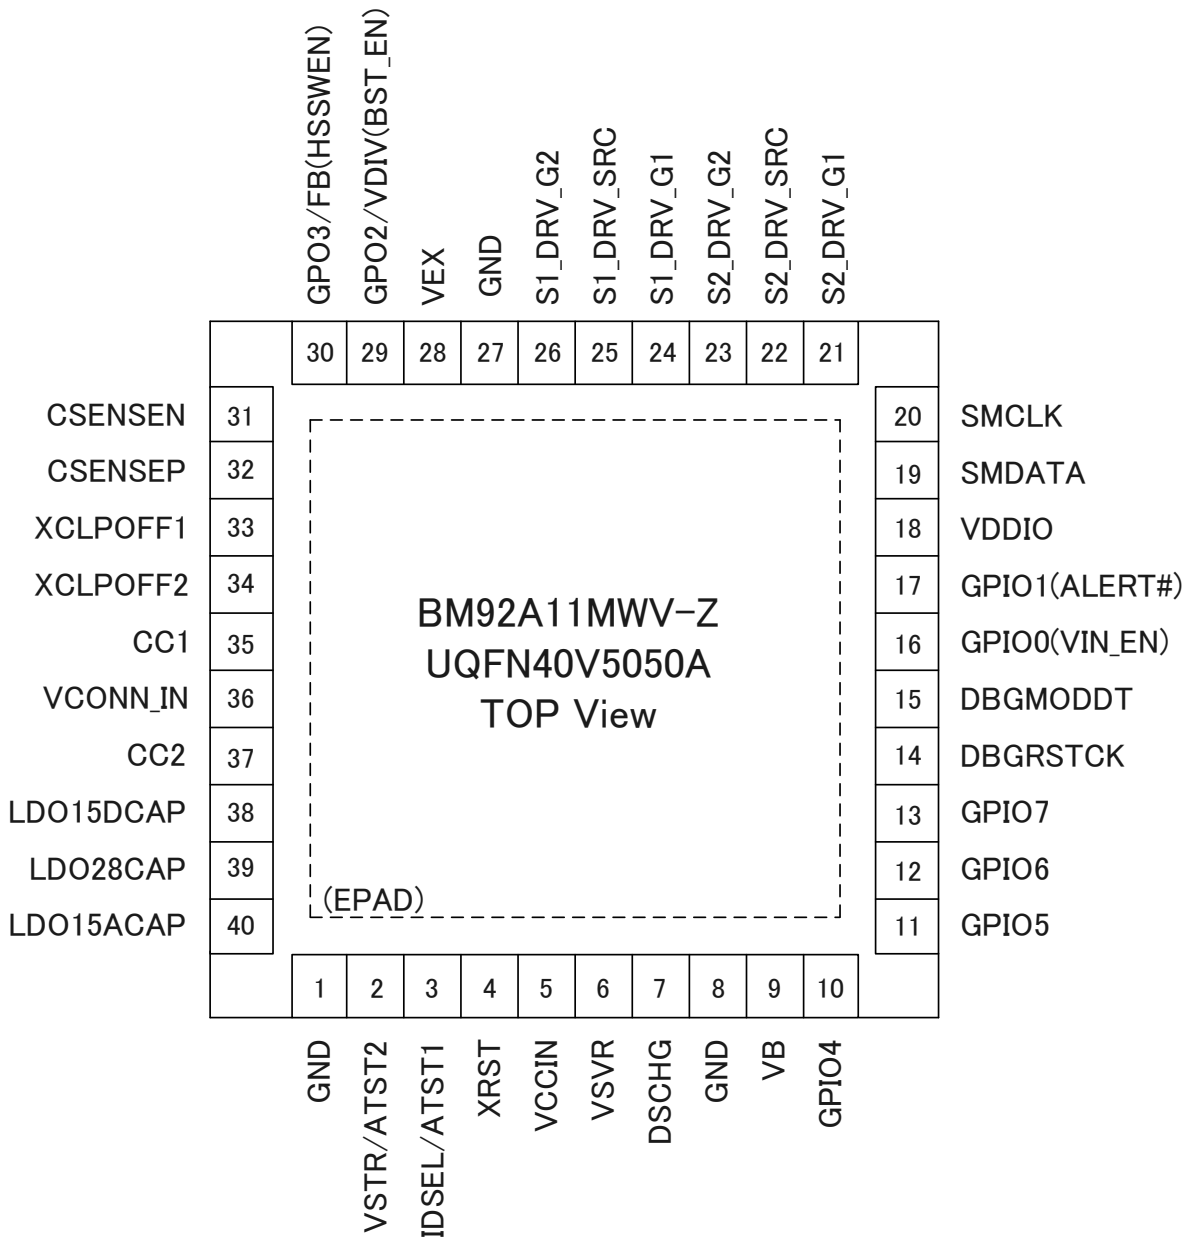 GPO3/FB(HSSWEN)
GPO2/VDIV(BST_EN)
VEX
GND
S1_DRV_G2
S1_DRV_SRC
S1_DRV_G1
S2_DRV_G2
S2_DRV_SRC
S2_DRV_G1
30 29 28 27 26 25 24 23 22 21
CSENSEN 31
CSENSEP 32
XCLPOFF1 33
XCLPOFF2 34
CC1 35
VCONN_IN 36
CC2 37
LDO15DCAP 38
LDO28CAP 39
LDO15ACAP 40
BM92A11MWV-Z
UQFN40V5050A
TOP View
(EPAD)
20 SMCLK
19 SMDATA
18 VDDIO
17 GPIO1(ALERT#)
16 GPIO0(VIN_EN)
15 DBGMODDT
14 DBGRSTCK
13 GPIO7
12 GPIO6
11 GPIO5
1 2 3 4 5 6 7 8 9 10
GND
VSTR/ATST2
IDSEL/ATST1
XRST
VCCIN
VSVR
DSCHG
GND
VB
GPIO4